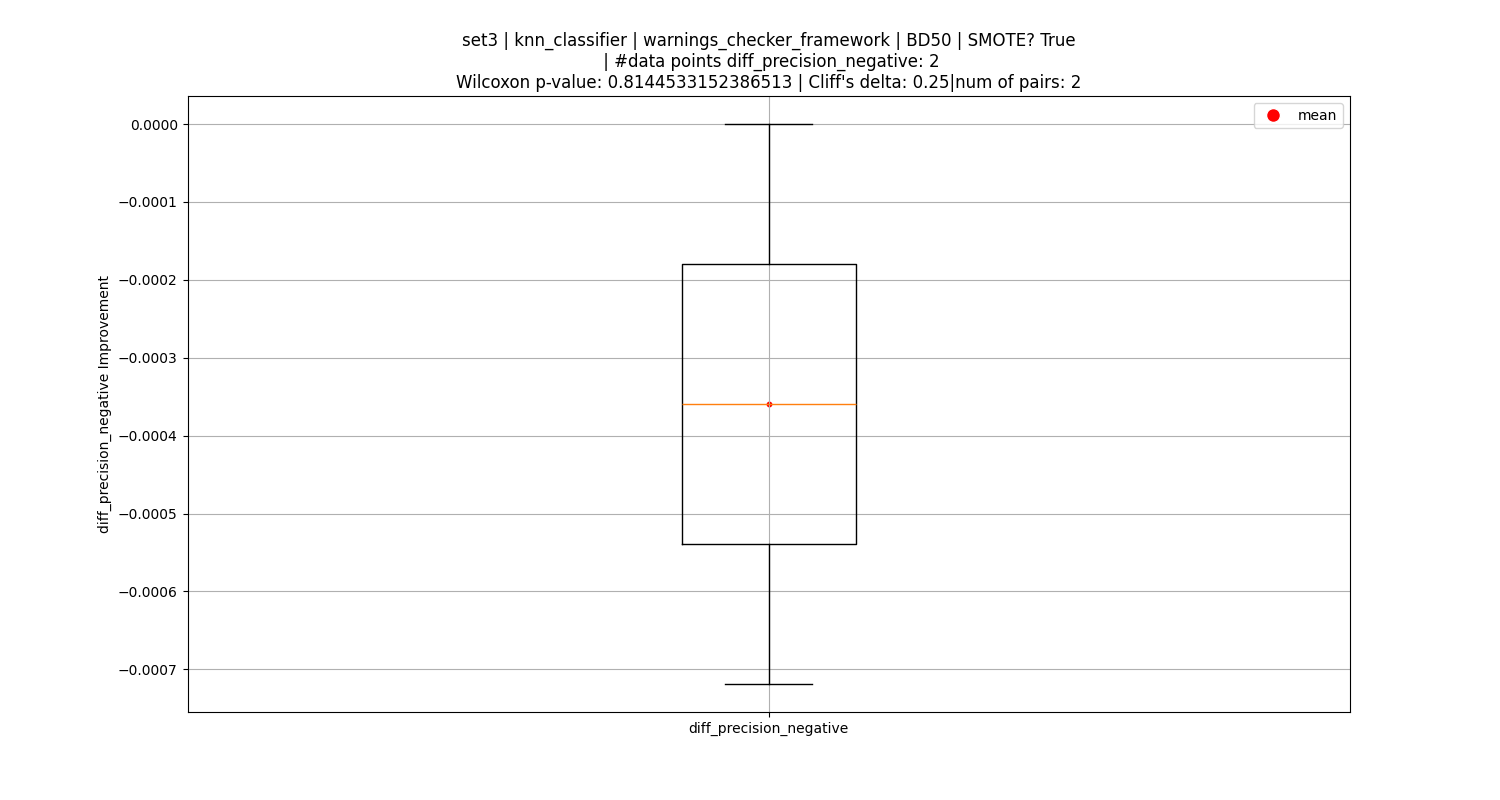 set3 | knn_classifier | warnings_checker_framework | BD50 | SMOTE? True
| #data points diff_precision_negative: 2
Wilcoxon p-value: 0.8144533152386513 | Cliff's delta: 0.25|num of pairs: 2
mean
0.0000
−0.0001
−0.0002
−0.0003
−0.0004
−0.0005
−0.0006
−0.0007
diff_precision_negative Improvement
diff_precision_negative